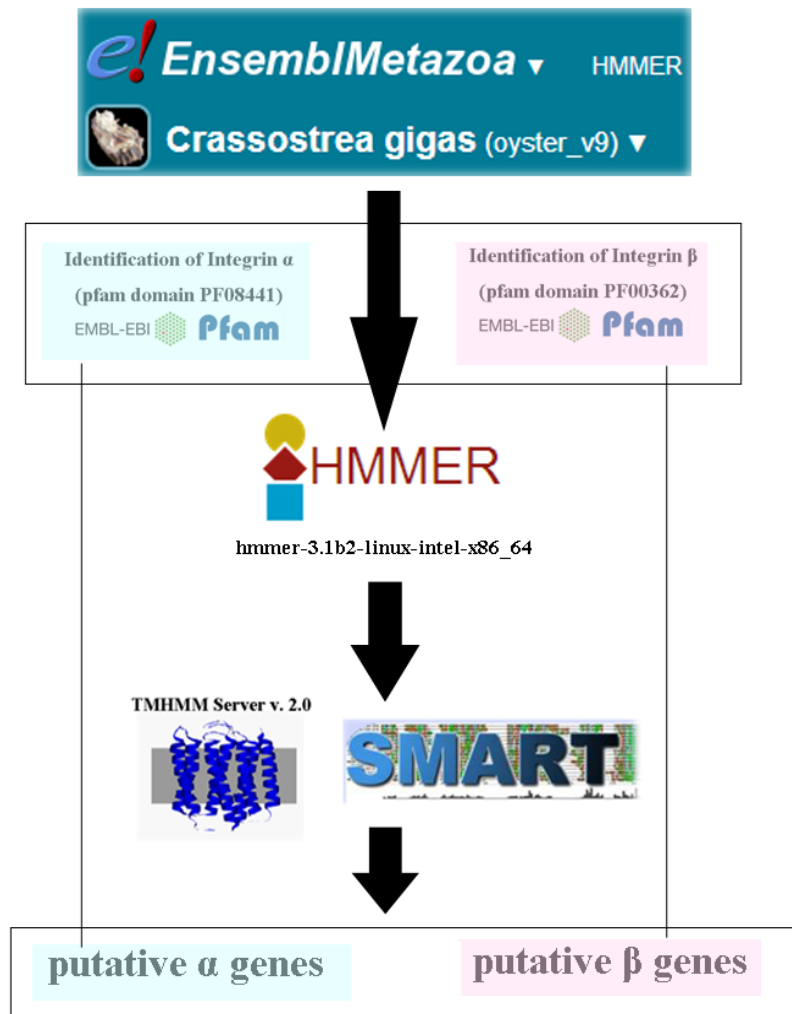 e! EnsemblMetazoa ▼ HMMER
Crassostrea gigas (oyster_v9) ▼
Identification of Integrin α
(pfam domain PF08441)
EMBL-EBI Pfam
Identification of Integrin β
(pfam domain PF00362)
EMBL-EBI Pfam
HMMER
hmmer-3.1b2-linux-intel-x86_64
TMHMM Server v. 2.0
SMART
putative α genes
putative β genes